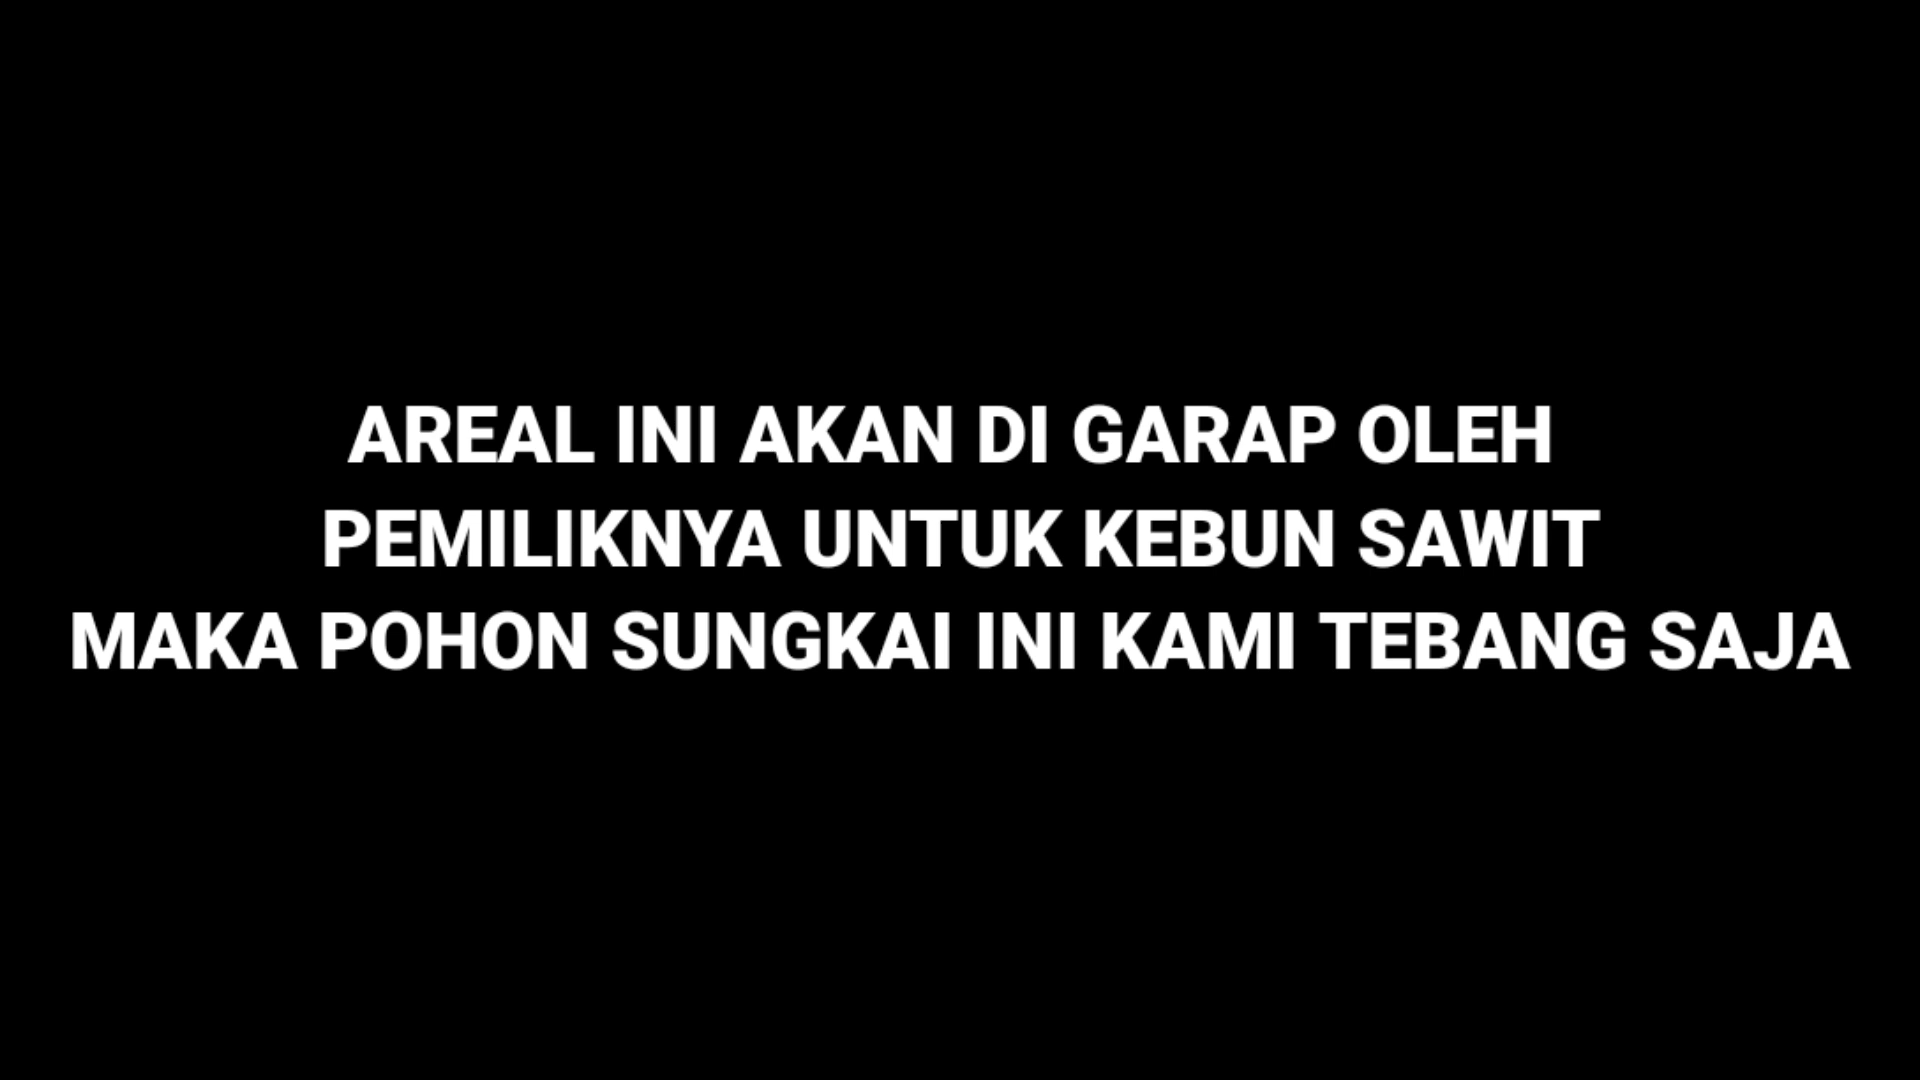 AREAL INI AKAN DI GARAP OLEH
PEMILIKNYA UNTUK KEBUN SAWIT
MAKA POHON SUNGKAI INI KAMI TEBANG SAJA